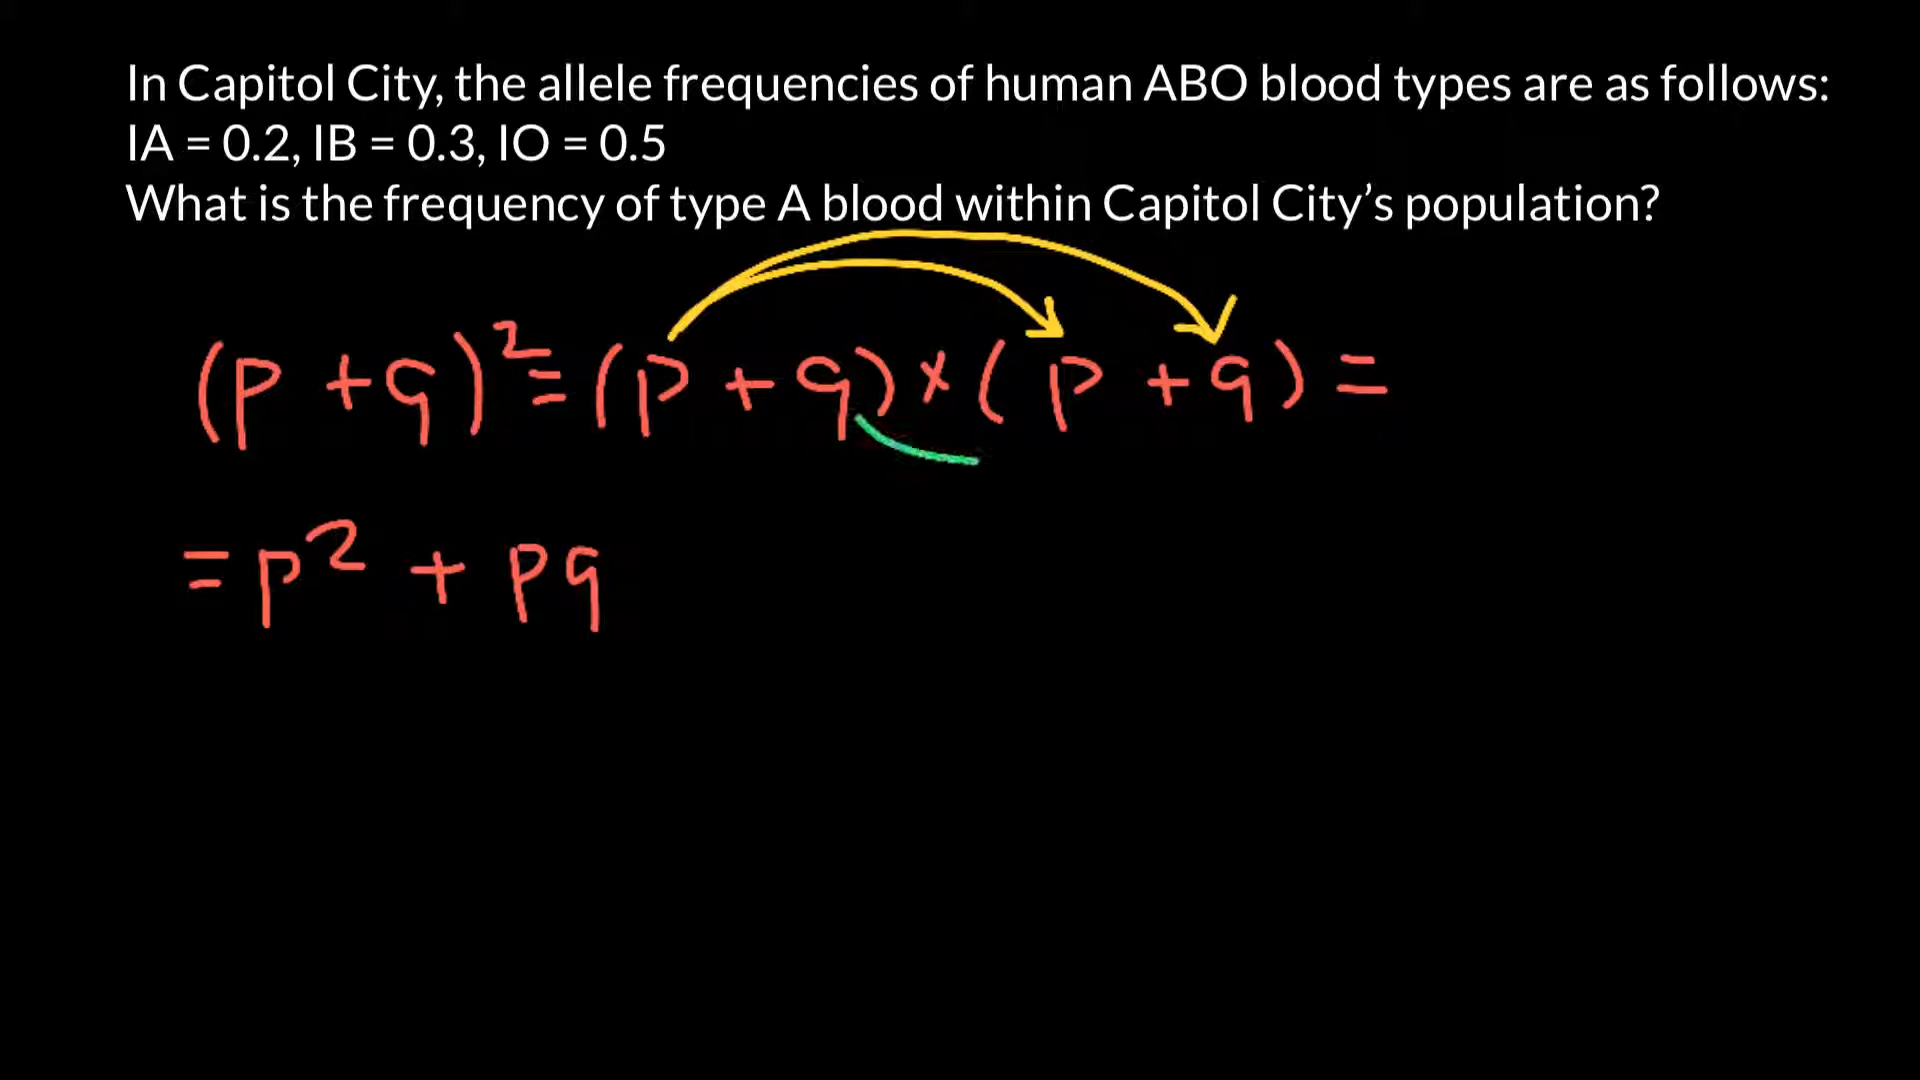 In Capitol City, the allele frequencies of human ABO blood types are as follows:
IA = 0.2, IB = 0.3, IO = 0.5
What is the frequency of type A blood within Capitol City’s population?
(p + q)² = (p + q) × (p + q) =
= p² + pq